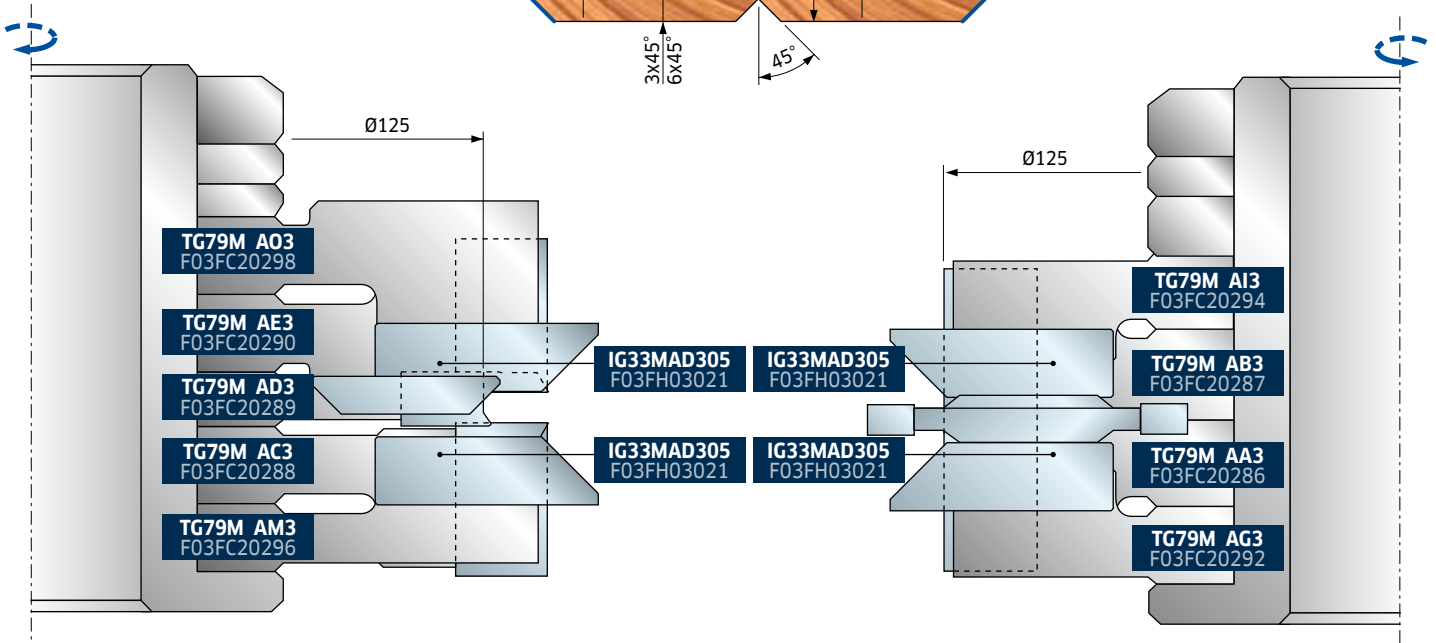 3x45°
6x45°
45°
Ø125
Ø125
TG79M AO3
F03FC20298
TG79M AE3
F03FC20290
TG79M AD3
F03FC20289
TG79M AC3
F03FC20288
TG79M AM3
F03FC20296
IG33MAD305
F03FH03021
IG33MAD305
F03FH03021
IG33MAD305
F03FH03021
IG33MAD305
F03FH03021
TG79M AI3
F03FC20294
TG79M AB3
F03FC20287
TG79M AA3
F03FC20286
TG79M AG3
F03FC20292